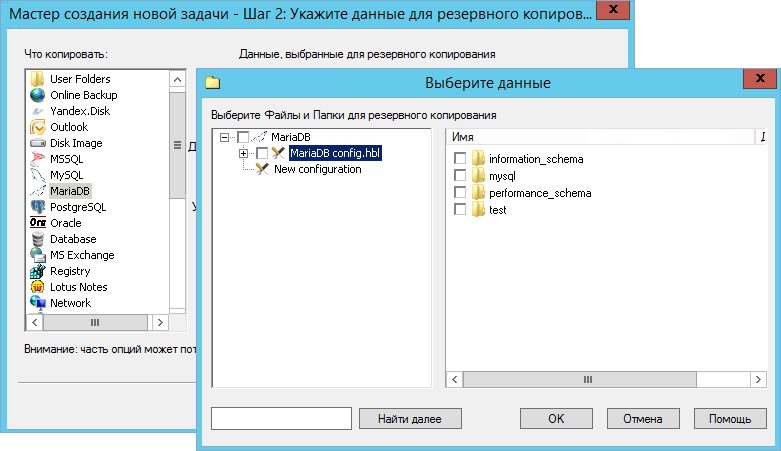 Мастер создания новой задачи - Шаг 2: Укажите данные для резервного копиров...
Что копировать:
Данные, выбранные для резервного копирования
User Folders
Online Backup
Yandex.Disk
Outlook
Disk Image
MSSQL
MySQL
MariaDB
PostgreSQL
Oracle
Database
MS Exchange
Registry
Lotus Notes
Network
Внимание: часть опций может пот
Выберите данные
Выберите Файлы и Папки для резервного копирования
MariaDB
MariaDB config.hbl
New configuration
Имя
information_schema
mysql
performance_schema
test
Найти далее
OK
Отмена
Помощь